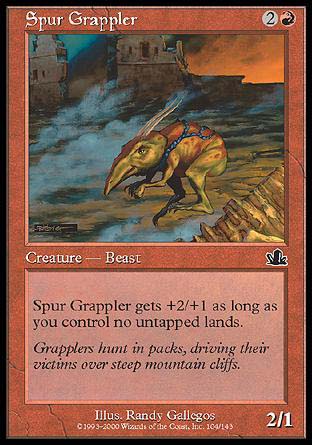 Spur Grappler 2
Creature — Beast
Spur Grappler gets +2/+1 as long as
you control no untapped lands.
Grapplers hunt in packs, driving their
victims over steep mountain cliffs.
Illus. Randy Gallegos
©1993-2000 Wizards of the Coast, Inc. 104/143
2/1